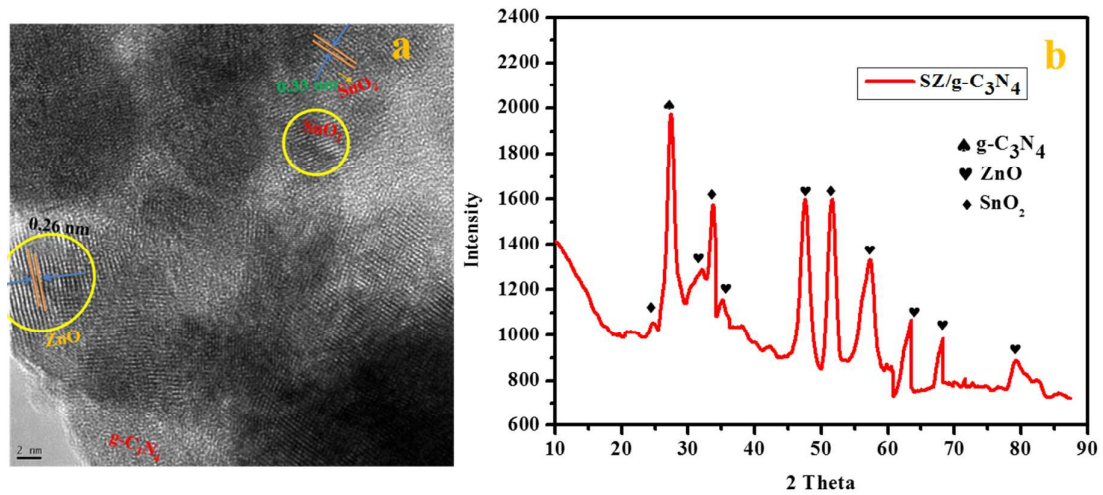 a
0.33 nm
SnO2
SnO2
0.26 nm
ZnO
g-C3N4
2 nm
b
SZ/g-C3N4
♠ g-C3N4
♥ ZnO
♦ SnO2
Intensity
2400
2200
2000
1800
1600
1400
1200
1000
800
600
10 20 30 40 50 60 70 80 90
2 Theta